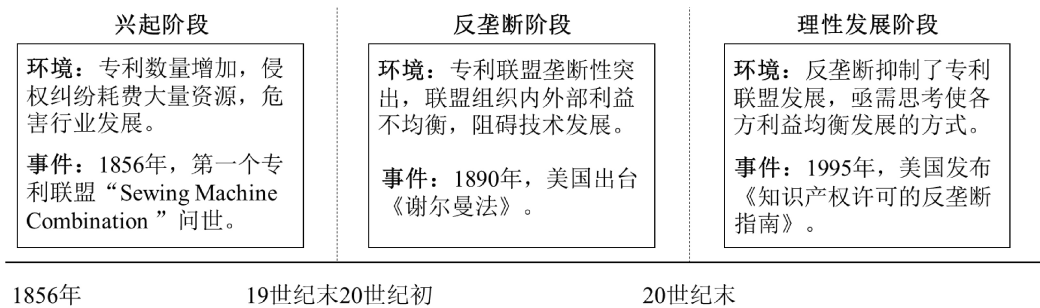 兴起阶段
环境：专利数量增加，侵
权纠纷耗费大量资源，危
害行业发展。
事件：1856年，第一个专
利联盟“Sewing Machine
Combination ”问世。
反垄断阶段
环境：专利联盟垄断性突
出，联盟组织内外部利益
不均衡，阻碍技术发展。
事件：1890年，美国出台
《谢尔曼法》。
理性发展阶段
环境：反垄断抑制了专利
联盟发展，亟需思考使各
方利益均衡发展的方式。
事件：1995年，美国发布
《知识产权许可的反垄断
指南》。
1856年
19世纪末20世纪初
20世纪末